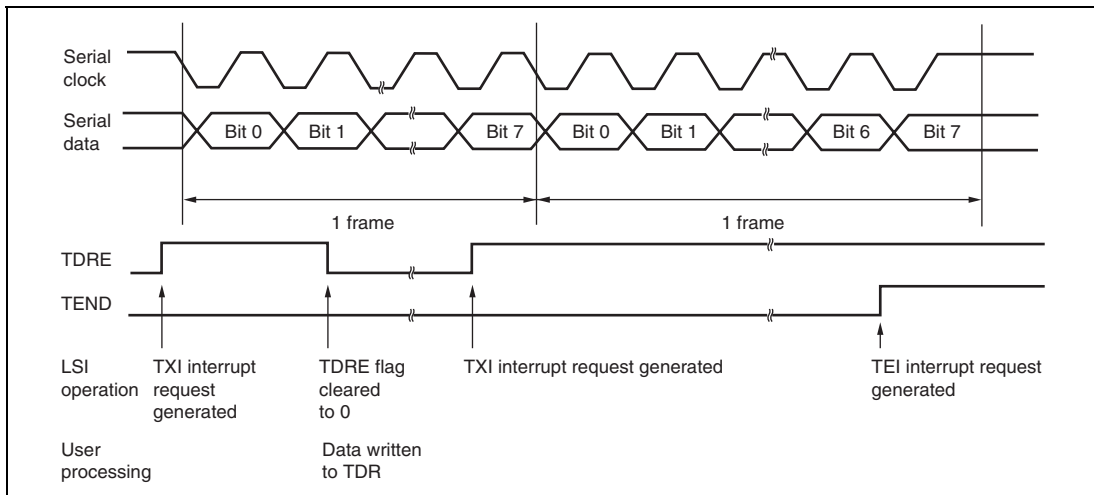 Serial
clock
Serial
data
Bit 0
Bit 1
Bit 7
Bit 0
Bit 1
Bit 6
Bit 7
1 frame
1 frame
TDRE
TEND
LSI
operation
TXI interrupt
request
generated
TDRE flag
cleared
to 0
TXI interrupt request generated
TEI interrupt request
generated
User
processing
Data written
to TDR